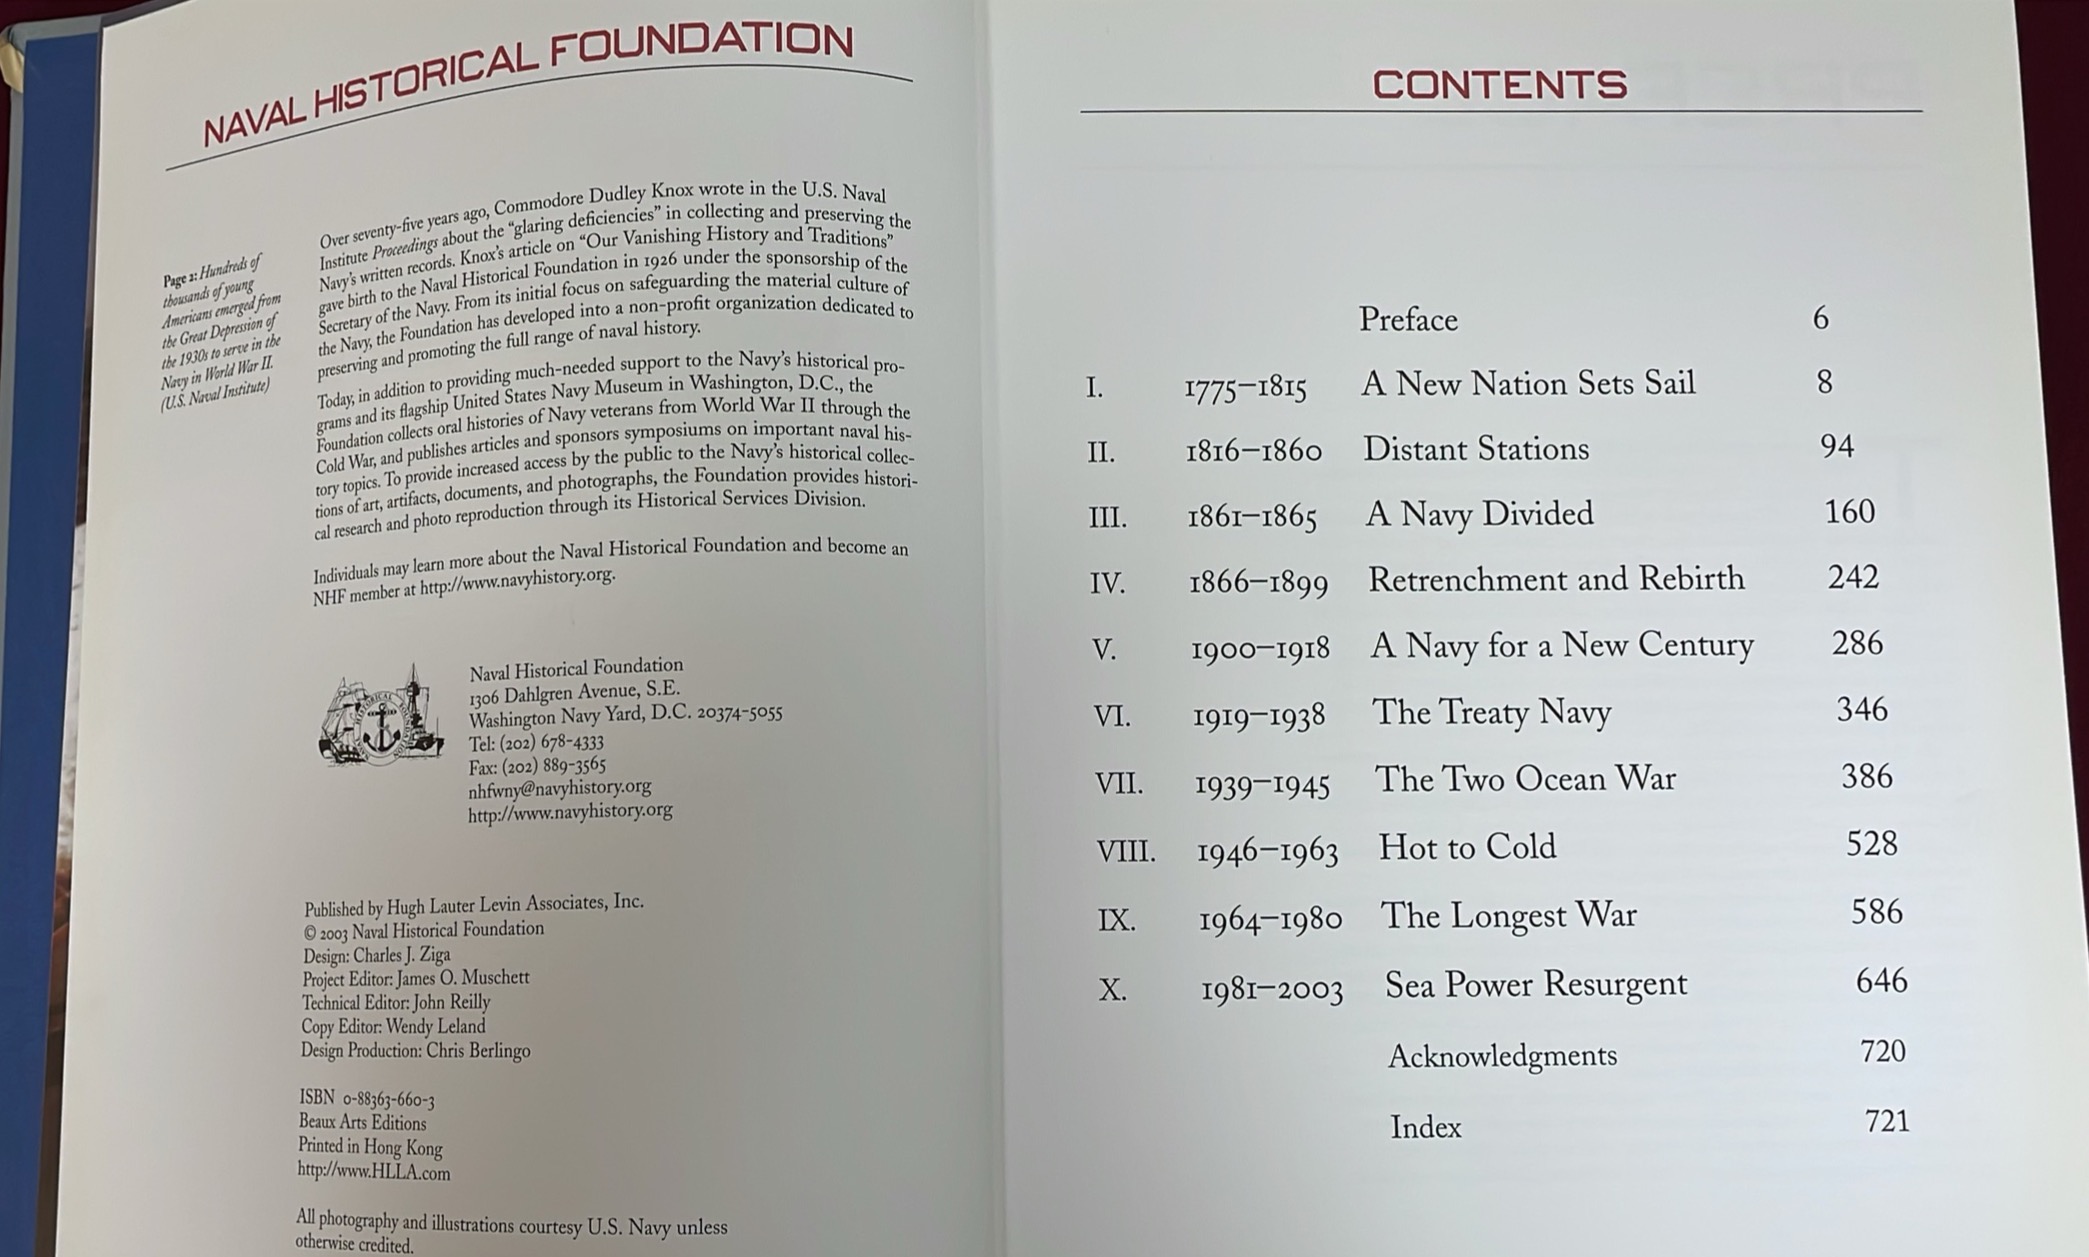 NAVAL HISTORICAL FOUNDATION
Page 2: Hundreds of
thousands of young
Americans emerged from
the Great Depression of
the 1930s to serve in the
Navy in World War II.
(U.S. Naval Institute)
Over seventy-five years ago, Commodore Dudley Knox wrote in the U.S. Naval
Institute Proceedings about the “glaring deficiencies” in collecting and preserving the
Navy’s written records. Knox’s article on “Our Vanishing History and Traditions”
gave birth to the Naval Historical Foundation in 1926 under the sponsorship of the
Secretary of the Navy. From its initial focus on safeguarding the material culture of
the Navy, the Foundation has developed into a non-profit organization dedicated to
preserving and promoting the full range of naval history.
Today, in addition to providing much-needed support to the Navy’s historical pro-
grams and its flagship United States Navy Museum in Washington, D.C., the
Foundation collects oral histories of Navy veterans from World War II through the
Cold War, and publishes articles and sponsors symposiums on important naval his-
tory topics. To provide increased access by the public to the Navy’s historical collec-
tions of art, artifacts, documents, and photographs, the Foundation provides histori-
cal research and photo reproduction through its Historical Services Division.
Individuals may learn more about the Naval Historical Foundation and become an
NHF member at http://www.navyhistory.org.
NAVAL HISTORICAL FOUNDATION
Naval Historical Foundation
1306 Dahlgren Avenue, S.E.
Washington Navy Yard, D.C. 20374-5055
Tel: (202) 678-4333
Fax: (202) 889-3565
nhfwny@navyhistory.org
http://www.navyhistory.org
Published by Hugh Lauter Levin Associates, Inc.
© 2003 Naval Historical Foundation
Design: Charles J. Ziga
Project Editor: James O. Muschett
Technical Editor: John Reilly
Copy Editor: Wendy Leland
Design Production: Chris Berlingo
ISBN 0-88363-660-3
Beaux Arts Editions
Printed in Hong Kong
http://www.HLLA.com
All photography and illustrations courtesy U.S. Navy unless
otherwise credited.
CONTENTS
Preface 6
I. 1775–1815 A New Nation Sets Sail 8
II. 1816–1860 Distant Stations 94
III. 1861–1865 A Navy Divided 160
IV. 1866–1899 Retrenchment and Rebirth 242
V. 1900–1918 A Navy for a New Century 286
VI. 1919–1938 The Treaty Navy 346
VII. 1939–1945 The Two Ocean War 386
VIII. 1946–1963 Hot to Cold 528
IX. 1964–1980 The Longest War 586
X. 1981–2003 Sea Power Resurgent 646
Acknowledgments 720
Index 721